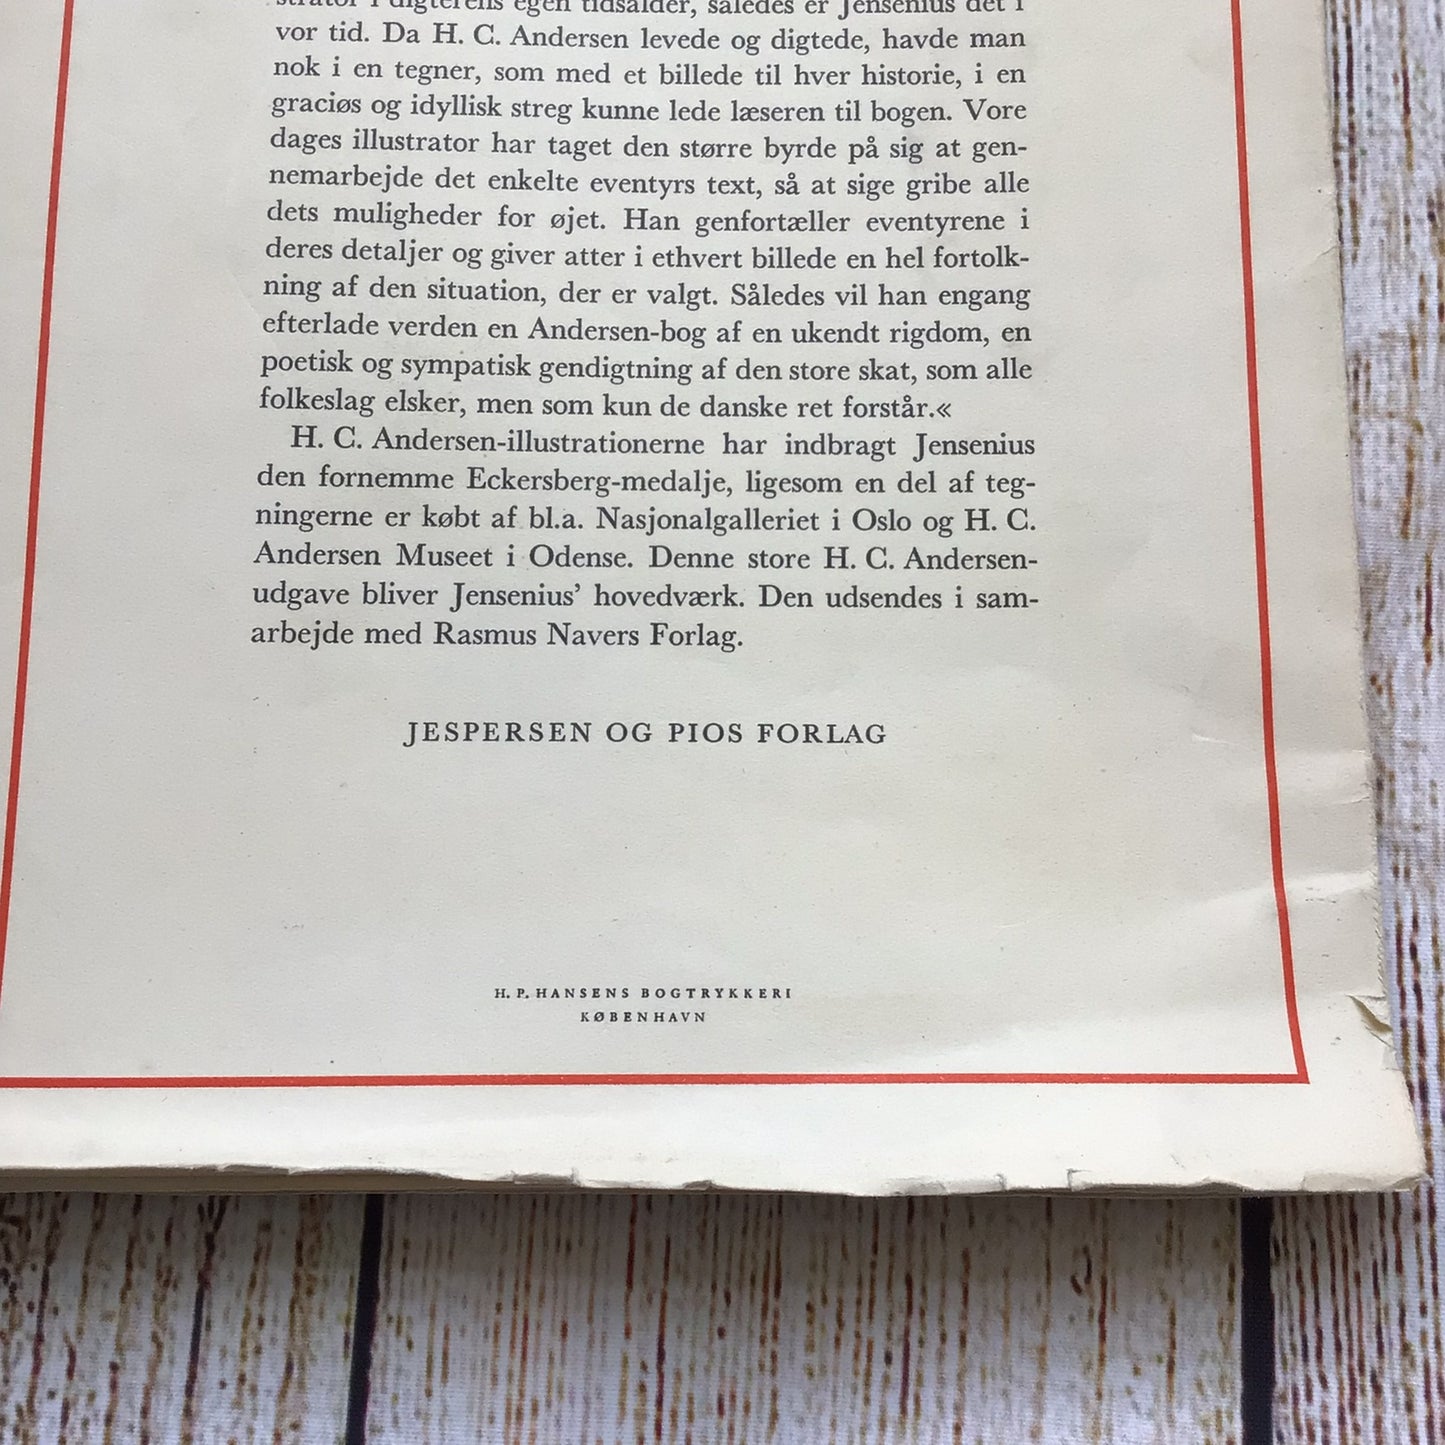 strator i digterens egen tidsalder, således er Jensenius det i
vor tid. Da H. C. Andersen levede og digtede, havde man
nok i en tegner, som med et billede til hver historie, i en
graciøs og idyllisk streg kunne lede læseren til bogen. Vore
dages illustrator har taget den større byrde på sig at gen-
nemarbejde det enkelte eventyrs text, så at sige gribe alle
dets muligheder for øjet. Han genfortæller eventyrene i
deres detaljer og giver atter i ethvert billede en hel fortolk-
ning af den situation, der er valgt. Således vil han engang
efterlade verden en Andersen-bog af en ukendt rigdom, en
poetisk og sympatisk gendigtning af den store skat, som alle
folkeslag elsker, men som kun de danske ret forstår.«
H. C. Andersen-illustrationerne har indbragt Jensenius
den fornemme Eckersberg-medalje, ligesom en del af teg-
ningerne er købt af bl.a. Nasjonalgalleriet i Oslo og H. C.
Andersen Museet i Odense. Denne store H. C. Andersen-
udgave bliver Jensenius’ hovedværk. Den udsendes i sam-
arbejde med Rasmus Navers Forlag.
JESPERSEN OG PIOS FORLAG
H. P. HANSENS BOGTRYKKERI
KØBENHAVN